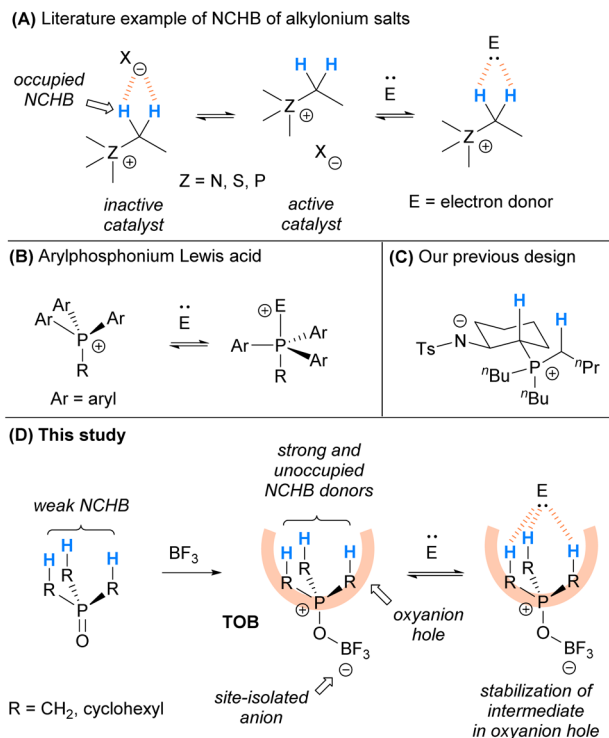 (A) Literature example of NCHB of alkylonium salts
X
⊖
occupied
NCHB
H H
Z
⊕
inactive
catalyst
Z = N, S, P
H H
Z
⊕
X
⊖
active
catalyst
E
E
H H
Z
⊕
E = electron donor
(B) Arylphosphonium Lewis acid
Ar
Ar
Ar
P
⊕
R
Ar = aryl
E
⊕
E
Ar
P
Ar
Ar
R
(C) Our previous design
H
H
⊖
Ts
N
P
⊕
ⁿPr
ⁿBu
ⁿBu
(D) This study
weak NCHB
H
H
H
R
R
R
P
O
R = CH₂, cyclohexyl
BF₃
strong and
unoccupied
NCHB donors
H
H
H
R
R
R
P
⊕
TOB
O
BF₃
⊖
oxyanion
hole
site-isolated
anion
E
E
H
H
H
R
R
R
P
⊕
O
BF₃
⊖
stabilization of
intermediate
in oxyanion hole